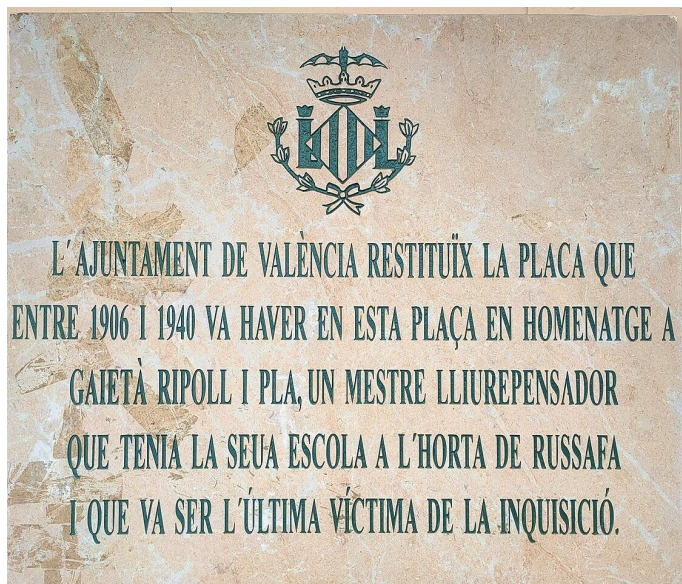 L L
L´AJUNTAMENT DE VALÈNCIA RESTITUÏX LA PLACA QUE
ENTRE 1906 I 1940 VA HAVER EN ESTA PLAÇA EN HOMENATGE A
GAIETÀ RIPOLL I PLA, UN MESTRE LLIUREPENSADOR
QUE TENIA LA SEUA ESCOLA A L´HORTA DE RUSSAFA
I QUE VA SER L´ÚLTIMA VÍCTIMA DE LA INQUISICIÓ.